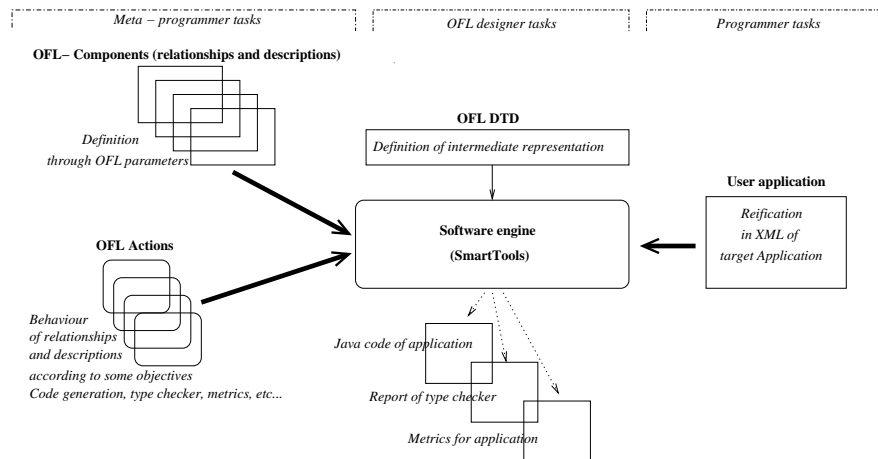 Meta – programmer tasks
OFL designer tasks
Programmer tasks
OFL– Components (relationships and descriptions)
Definition
through OFL parameters
OFL DTD
Definition of intermediate representation
User application
Reification
in XML of
target Application
Software engine
(SmartTools)
OFL Actions
Behaviour
of relationships
and descriptions
according to some objectives
Code generation, type checker, metrics, etc...
Java code of application
Report of type checker
Metrics for application